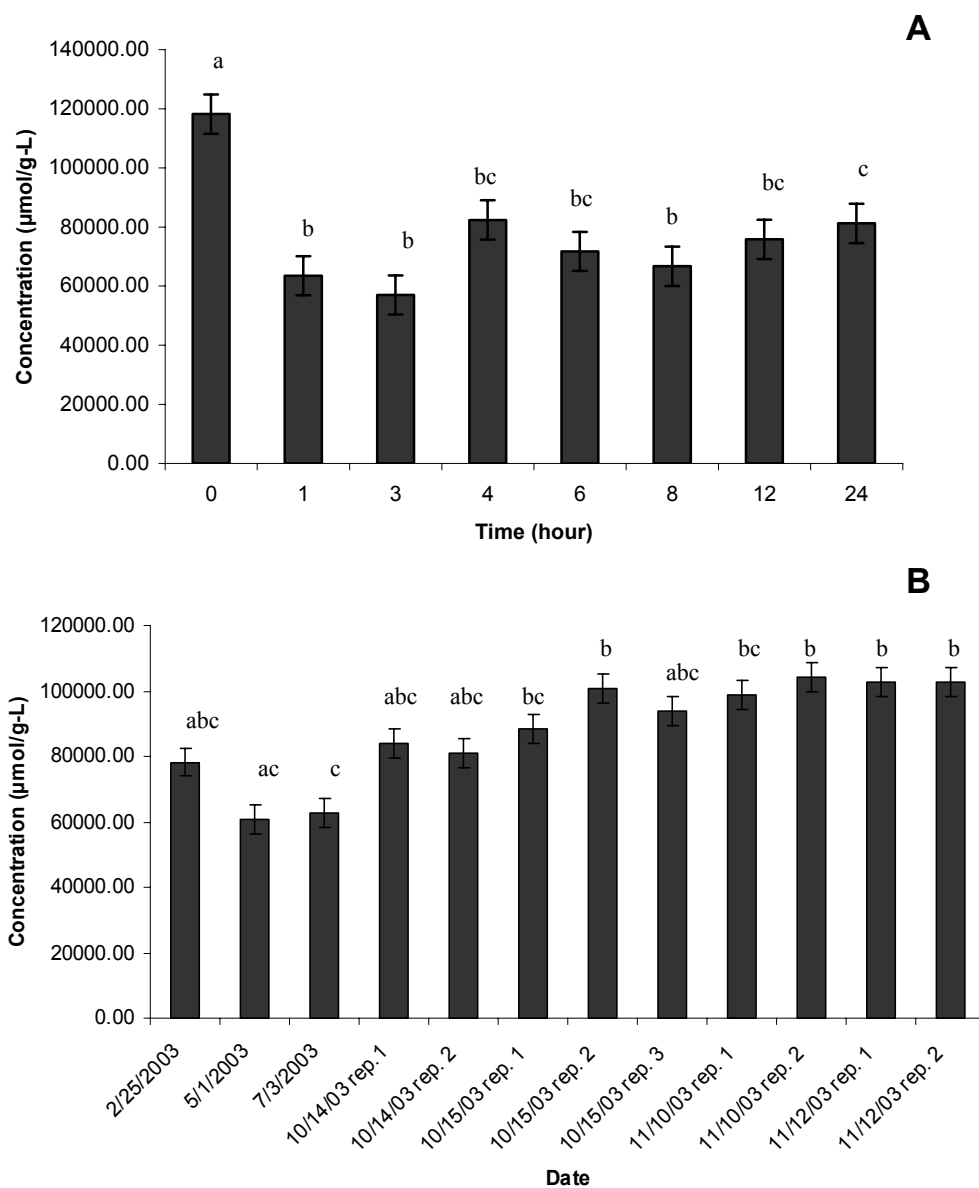 A
Concentration (µmol/g-L)
140000.00
120000.00
100000.00
80000.00
60000.00
40000.00
20000.00
0.00
a
b
b
bc
bc
b
bc
c
0 1 3 4 6 8 12 24
Time (hour)
B
Concentration (µmol/g-L)
120000.00
100000.00
80000.00
60000.00
40000.00
20000.00
0.00
abc
ac
c
abc
abc
bc
b
abc
bc
b
b
b
2/25/2003
5/1/2003
7/3/2003
10/14/03 rep. 1
10/14/03 rep. 2
10/15/03 rep. 1
10/15/03 rep. 2
10/15/03 rep. 3
11/10/03 rep. 1
11/10/03 rep. 2
11/12/03 rep. 1
11/12/03 rep. 2
Date